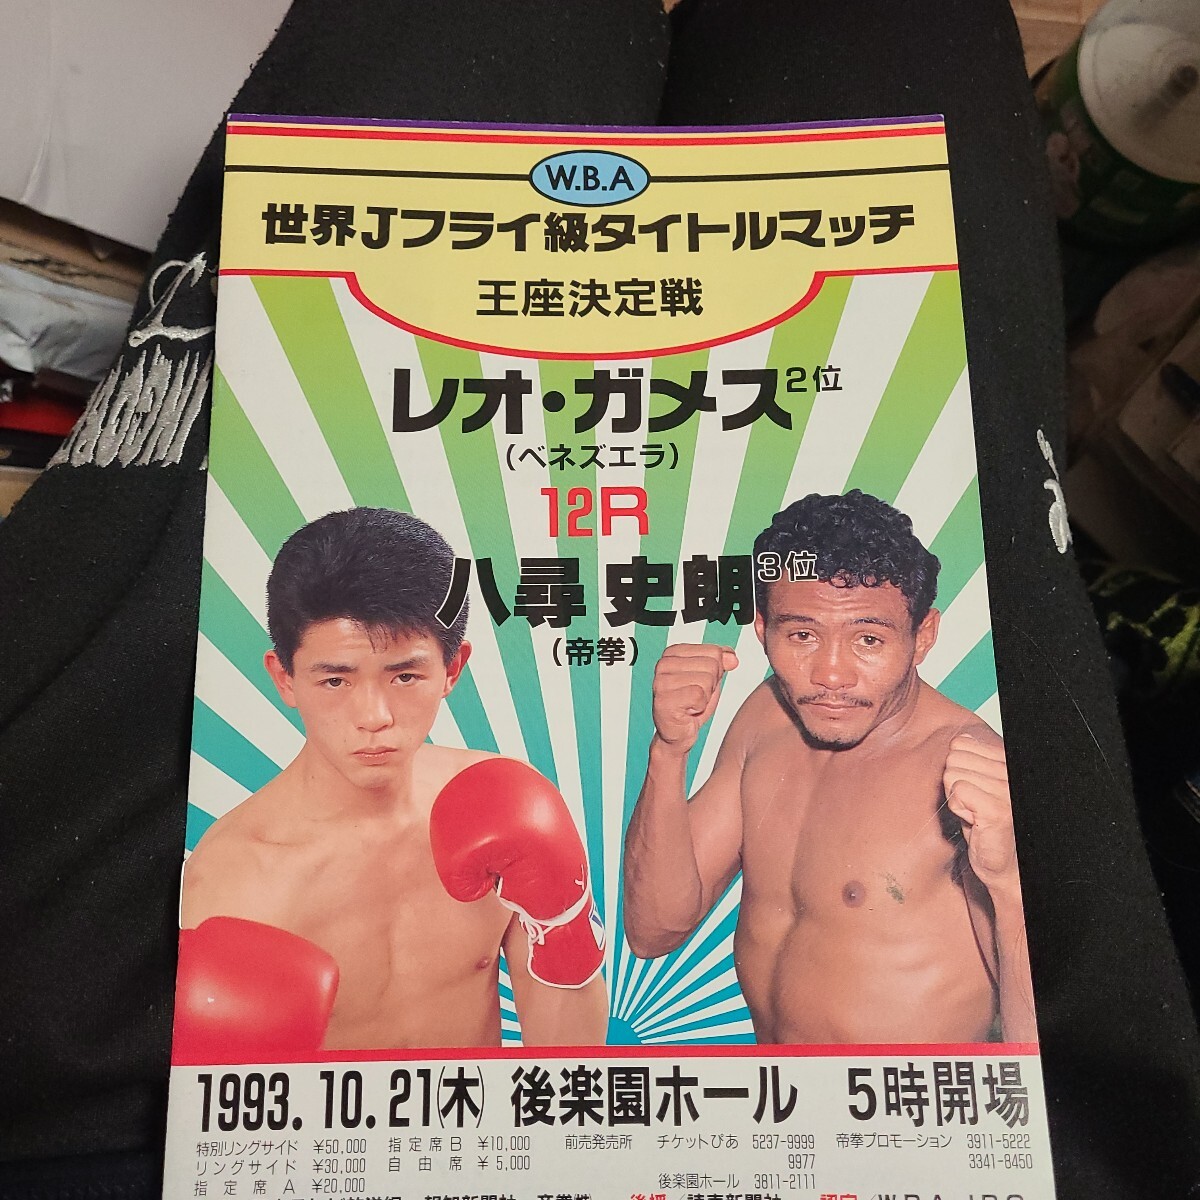 W.B.A
世界Jフライ級タイトルマッチ
王座決定戦
レオ・ガメス2位
(ベネズエラ)
12R
八尋 史朗3位
(帝拳)
1993.10.21(木) 後楽園ホール 5時開場
特別リングサイド ¥50,000 指定席B ¥10,000 前売発売所 チケットぴあ 5237-9999 帝拳プロモーション 3911-5222
リングサイド ¥30,000 自由席 ¥5,000 9977 3341-8450
指定席A ¥20,000 後楽園ホール 3811-2111